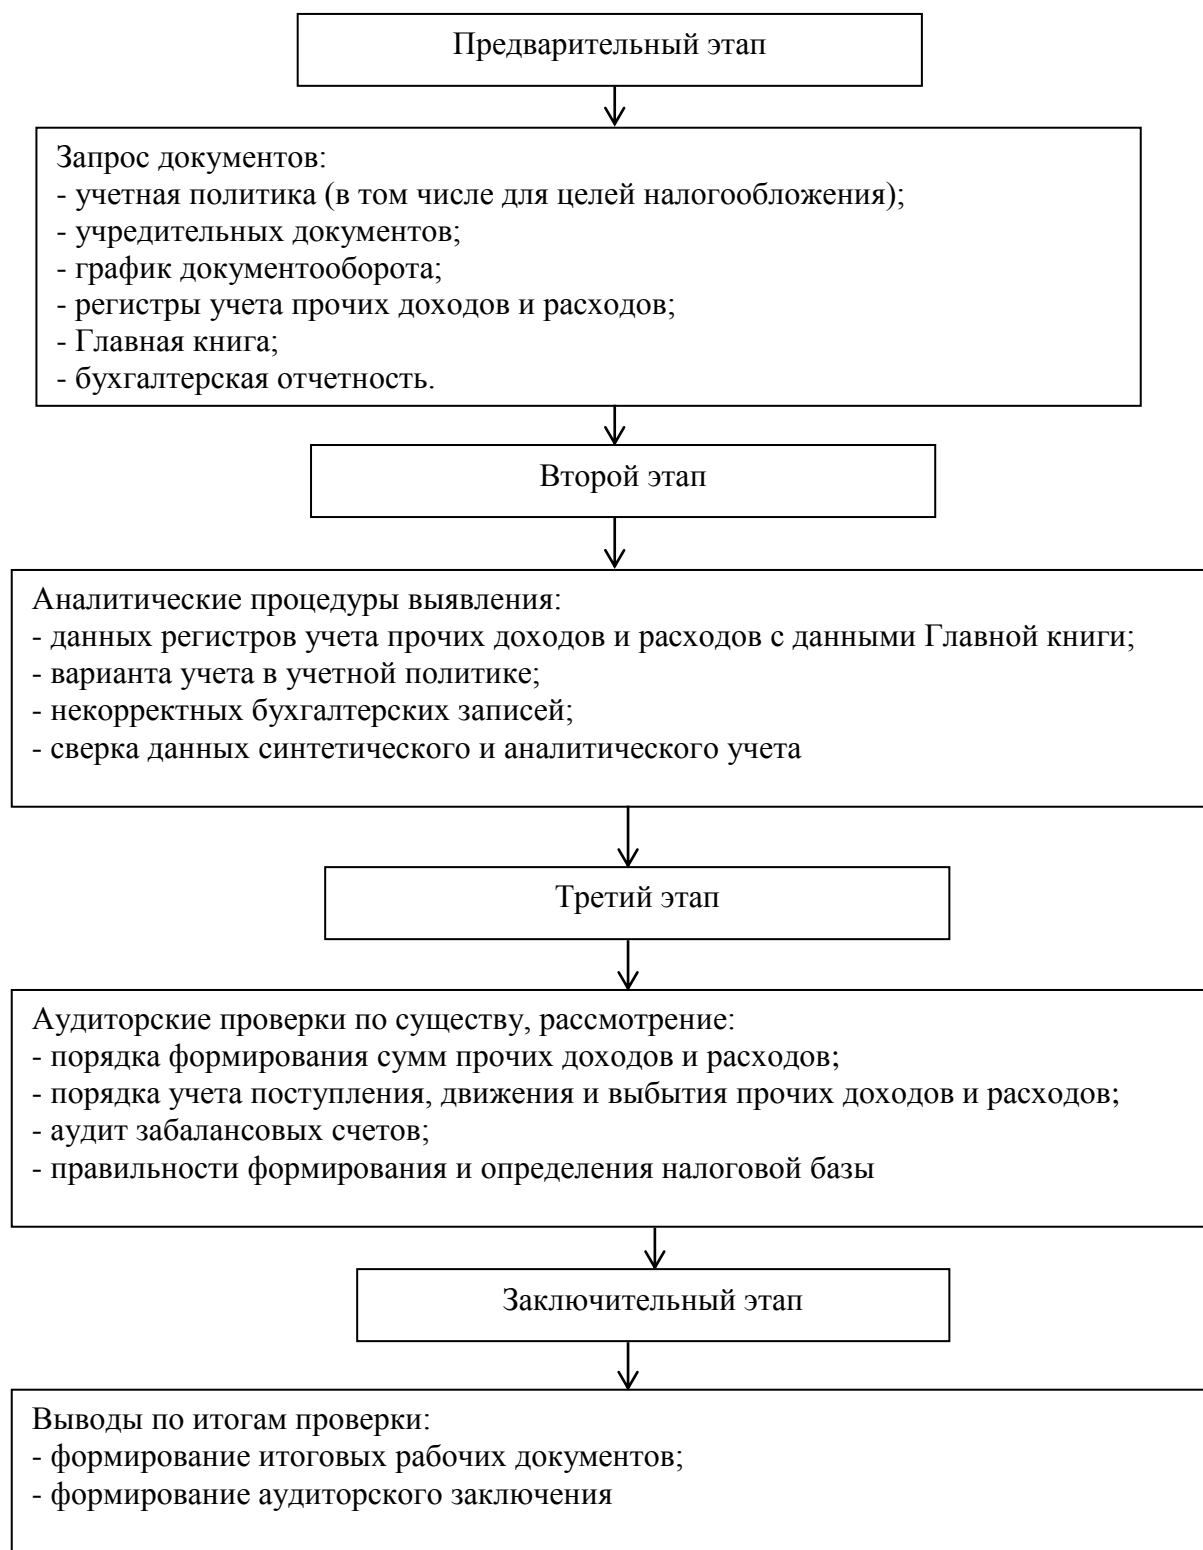 Предварительный этап
Запрос документов:
- учетная политика (в том числе для целей налогообложения);
- учредительных документов;
- график документооборота;
- регистры учета прочих доходов и расходов;
- Главная книга;
- бухгалтерская отчетность.
Второй этап
Аналитические процедуры выявления:
- данных регистров учета прочих доходов и расходов с данными Главной книги;
- варианта учета в учетной политике;
- некорректных бухгалтерских записей;
- сверка данных синтетического и аналитического учета
Третий этап
Аудиторские проверки по существу, рассмотрение:
- порядка формирования сумм прочих доходов и расходов;
- порядка учета поступления, движения и выбытия прочих доходов и расходов;
- аудит забалансовых счетов;
- правильности формирования и определения налоговой базы
Заключительный этап
Выводы по итогам проверки:
- формирование итоговых рабочих документов;
- формирование аудиторского заключения